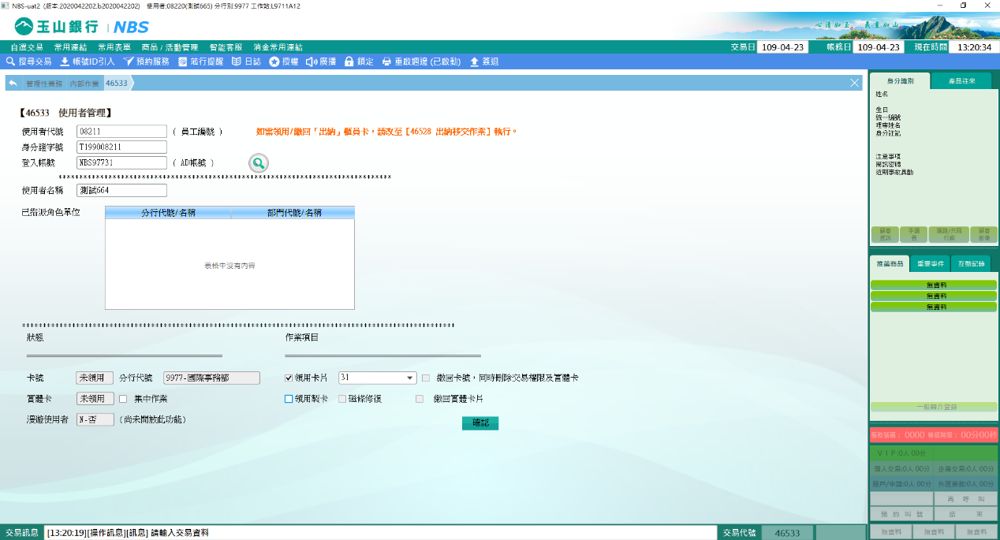 NBS-uat2 (版本:2020042202.b2020042202) 使用者:08220(測試665) 分行別:9977 工作站:L9711A12
玉山銀行 NBS
心清如玉，義重如山。
自選交易 常用連結 常用表單 商品 / 活動管理 智能客服 消金常用連結
交易日 109-04-23 帳務日 109-04-23 現在時間 13:20:34
搜尋交易 帳號ID引入 預約服務 前行提醒 日誌 授權 廣播 鎖定 重啟週邊 (已啟動) 簽退
管理性業務 內部作業 46533
【46533 使用者管理】
使用者代號 08211 ( 員工編號 ) 如需領用/繳回「出納」櫃員卡，請改至【46528 出納移交作業】執行。
身分證字號 T199008211
登入帳號 NBS97731 ( AD帳號 )
********************************************************************************
使用者名稱 測試664
已指派角色單位 分行代號/名稱 部門代號/名稱
表格中沒有內容
********************************************************************************************************
狀態 作業項目
卡號 未領用 分行代號 9977-國際事務部 領用卡片 31 繳回卡號，同時刪除交易權限及實體卡
實體卡 未領用 集中作業 領用製卡 磁條修復 繳回實體卡片
漫遊使用者 N-否 (尚未開放此功能)
確認
身分識別 產品往來
姓名
生日
統一編號
理專姓名
身分註記
注意事項
簡訊密碼
近期事故異動
顧客資訊 手續費 通路/共同行銷 顧客影像
推薦商品 重要事件 互動記錄
無資料
無資料
無資料
一般轉介登錄
服務號碼： 0000 等候時間： 00分00秒
VIP:0人00分
個人交易:0人00分 企業交易:0人00分
開戶/申請:0人00分 外匯業務:0人00分
再 呼 叫
預 約 叫 號 結 束
無資料 無資料 無資料
交易訊息 [13:20:19][操作訊息][訊息] 請輸入交易資料 交易代號 46533